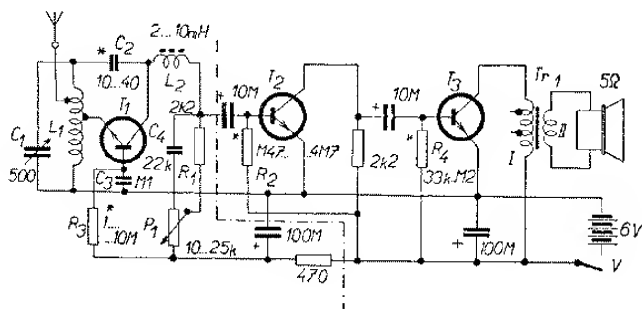 2...10mH
C2
10...40
L2
T1
2k2
10M
T2
10M
T3
Tr1
5Ω
C1
500
L1
C4
22k
R1
C3
M1
M47...4M7
R2
2k2
R4
33k-M2
I
II
R3
1...
...10M
P1
10...25k
100M
470
100M
6V
V